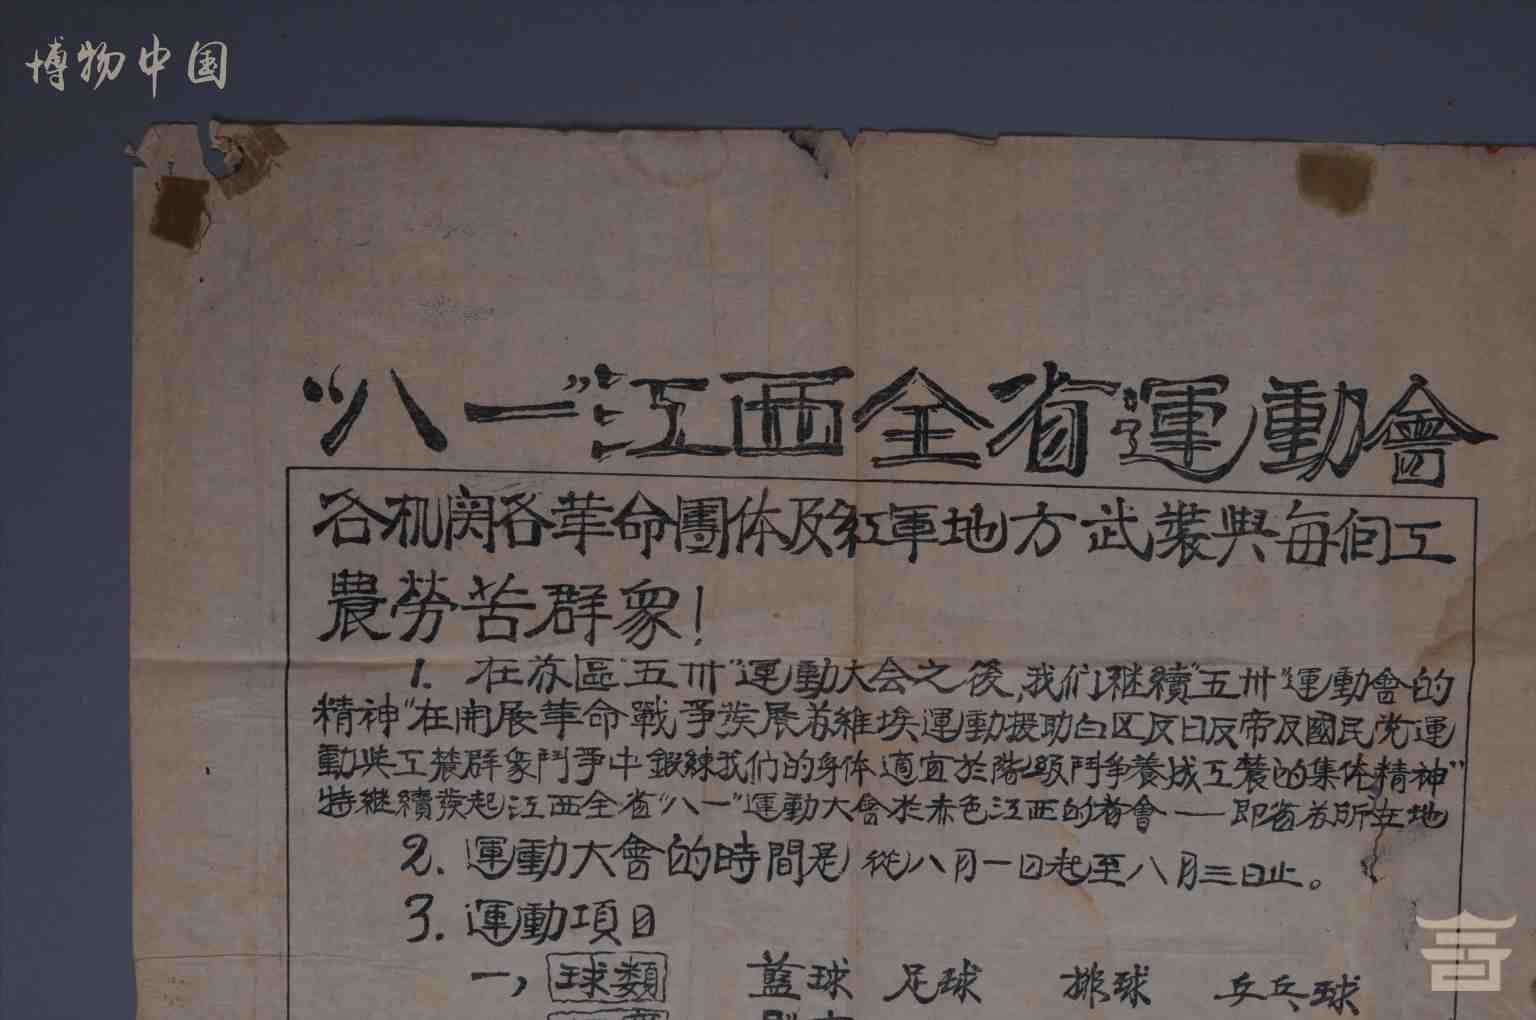 博物中国
“八一”江西全省運動會
各机関各革命團体及紅軍地方武裝與每個工
農勞苦群衆！
1. 在苏區“五卅”運動大会之後,我们継續“五卅”運動會的
精神“在開展革命戰爭發展苏維埃運動援助白区反日反帝反國民党運
動與工農群衆鬥爭中鍛鍊我们的身体適宜於階級鬥爭養成工農的集体精神”
特継續發起江西全省“八一”運動大會於赤色江西的省會——即省苏所在地
2. 運動大會的時間是從八月一日起至八月三日止。
3. 運動項目
一, 球類 藍球 足球 排球 乒乓球